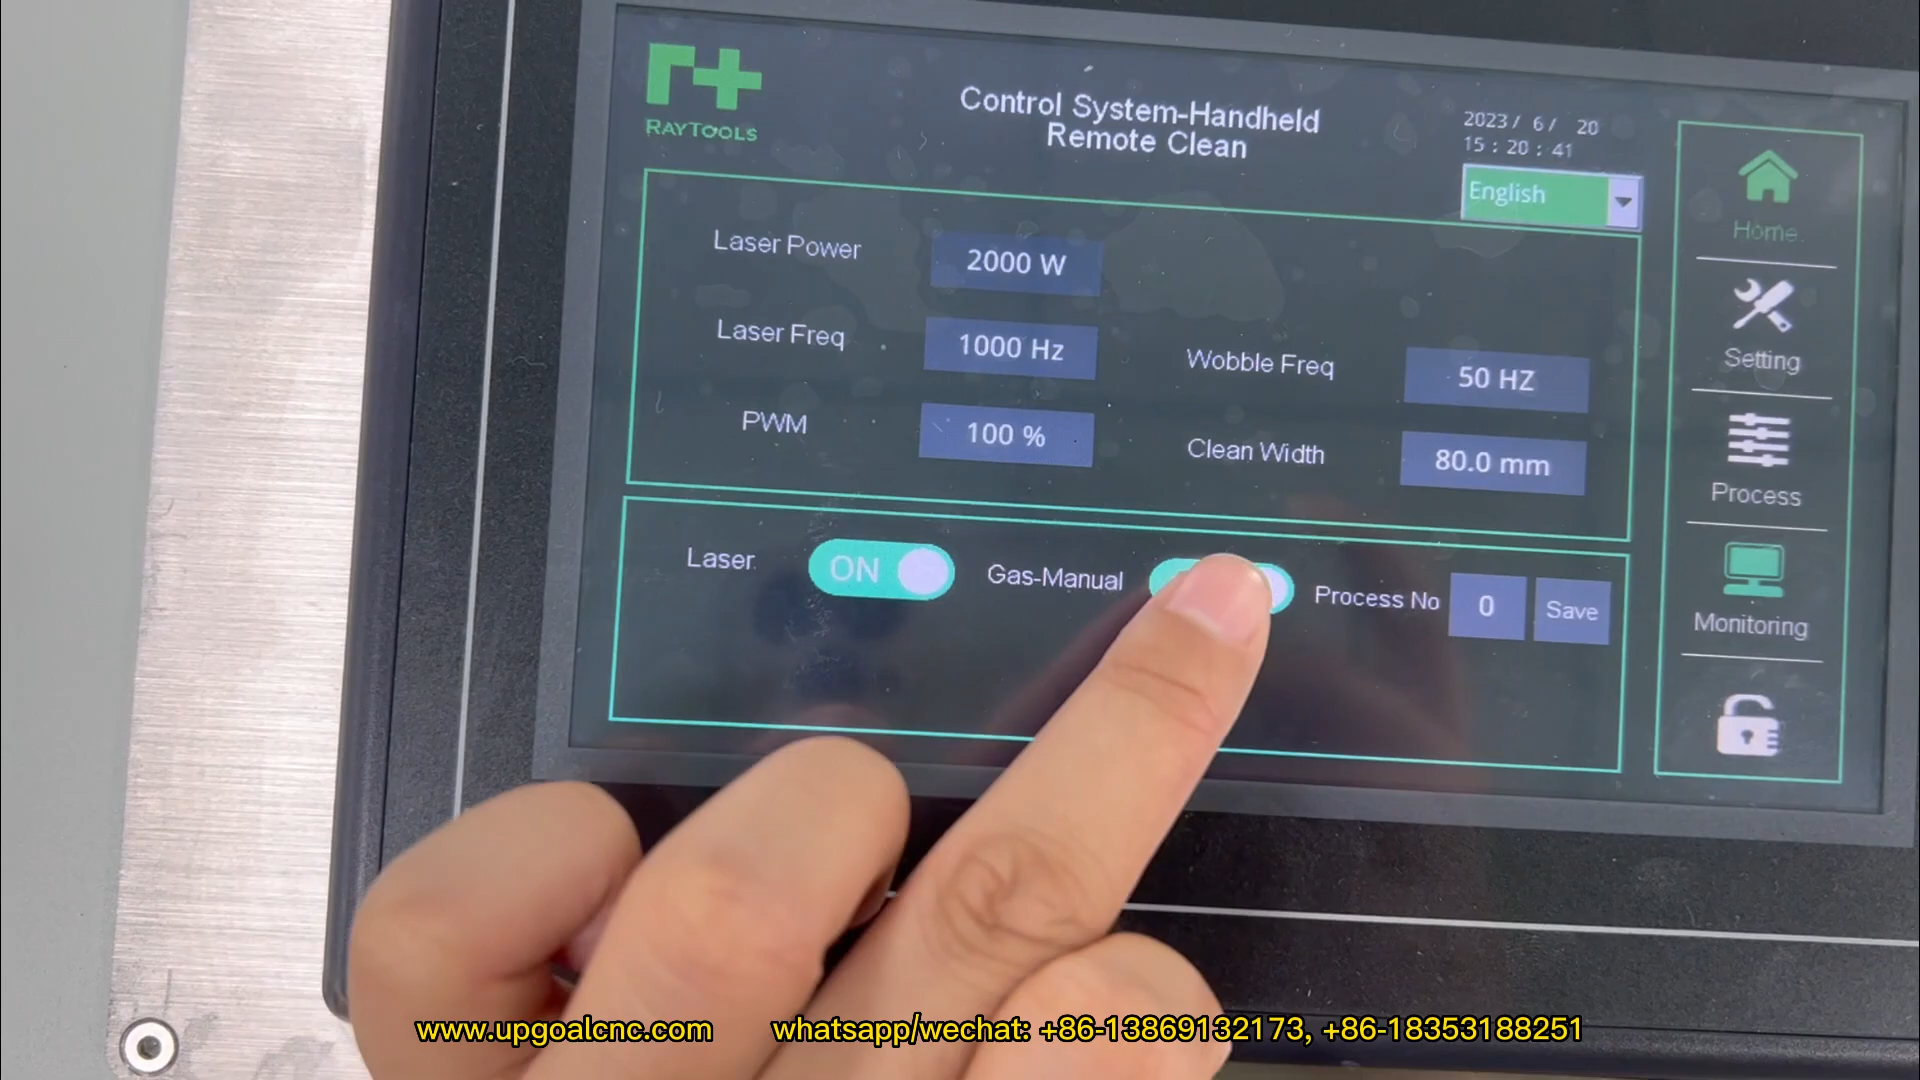 r+
RAYTOOLS
Control System-Handheld
Remote Clean
2023/ 6/ 20
15 : 20 : 41
English
Laser Power
2000 W
Laser Freq
1000 Hz
Wobble Freq
50 HZ
PWM
100 %
Clean Width
80.0 mm
Laser
ON
Gas-Manual
Process No
0
Save
Home
Setting
Process
Monitoring
www.upgoalcnc.com
whatsapp/wechat: +86-13869132173, +86-18353188251